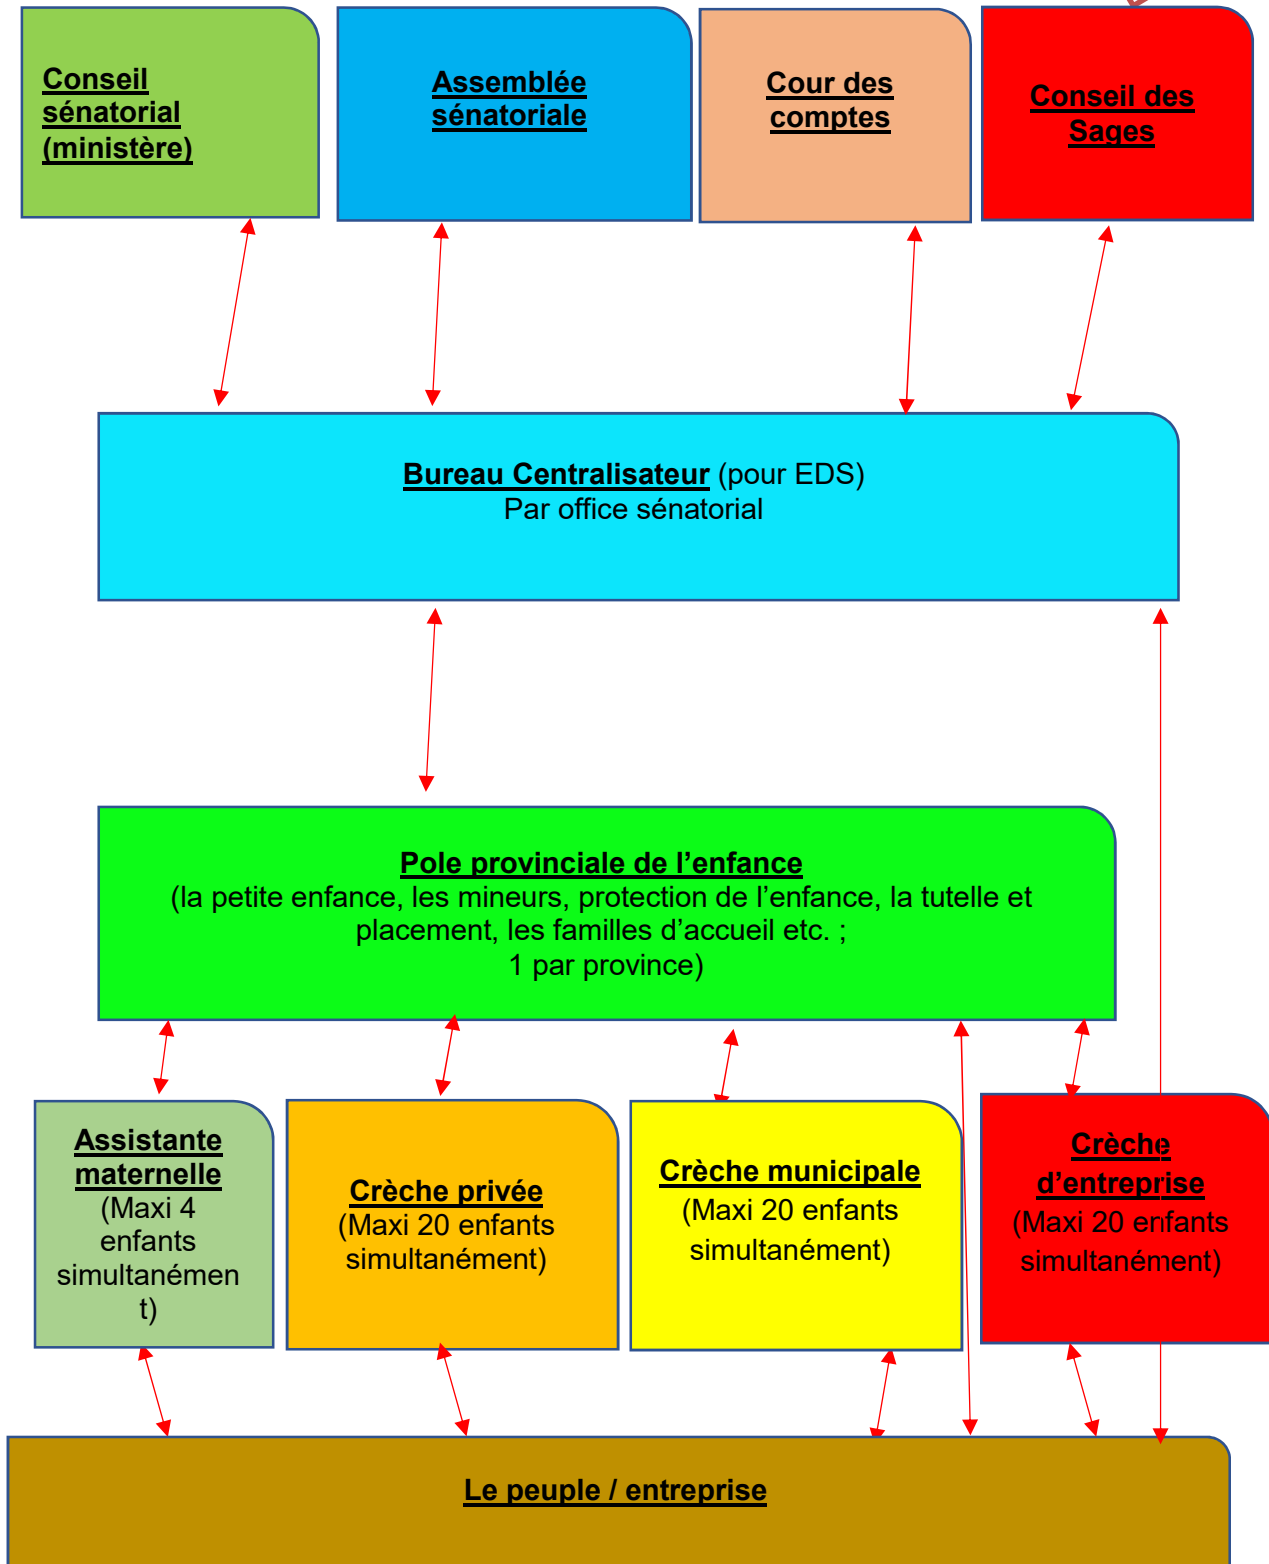 Conseil
sénatorial
(ministère)
Assemblée
sénatoriale
Cour des
comptes
Conseil des
Sages
Bureau Centralisateur (pour EDS)
Par office sénatorial
Pole provinciale de l’enfance
(la petite enfance, les mineurs, protection de l’enfance, la tutelle et
placement, les familles d’accueil etc. ;
1 par province)
Assistante
maternelle
(Maxi 4
enfants
simultanémen
t)
Crèche privée
(Maxi 20 enfants
simultanément)
Crèche municipale
(Maxi 20 enfants
simultanément)
Crèche
d’entreprise
(Maxi 20 enfants
simultanément)
Le peuple / entreprise